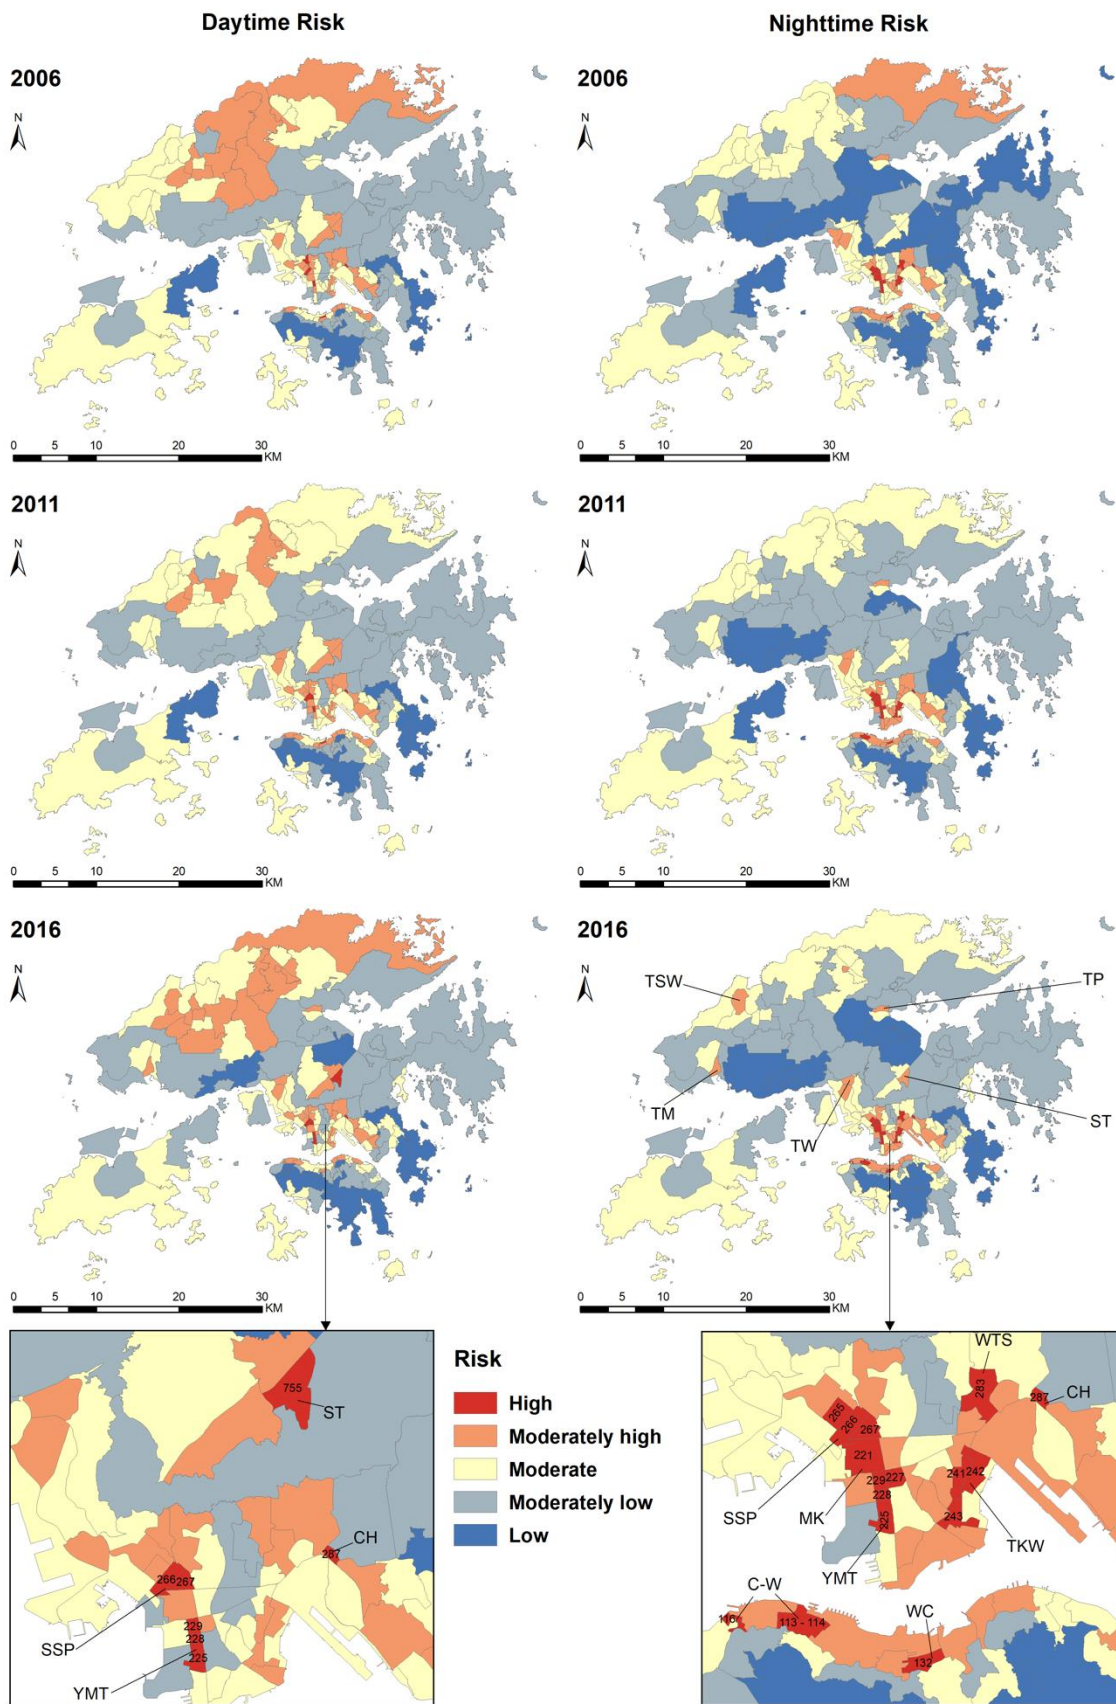 Daytime Risk
Nighttime Risk
2006
2006
N
N
0 5 10 20 30
KM
0 5 10 20 30
KM
2011
2011
N
N
0 5 10 20 30
KM
0 5 10 20 30
KM
2016
2016
N
N
TSW
TP
TM
TW
ST
0 5 10 20 30
KM
0 5 10 20 30
KM
755
ST
CH
287
266
267
SSP
229
228
225
YMT
Risk
High
Moderately high
Moderate
Moderately low
Low
WTS
283
287
CH
265
266
267
221
229
227
228
225
241
242
243
SSP
MK
YMT
TKW
C-W
WC
116
113 - 114
132